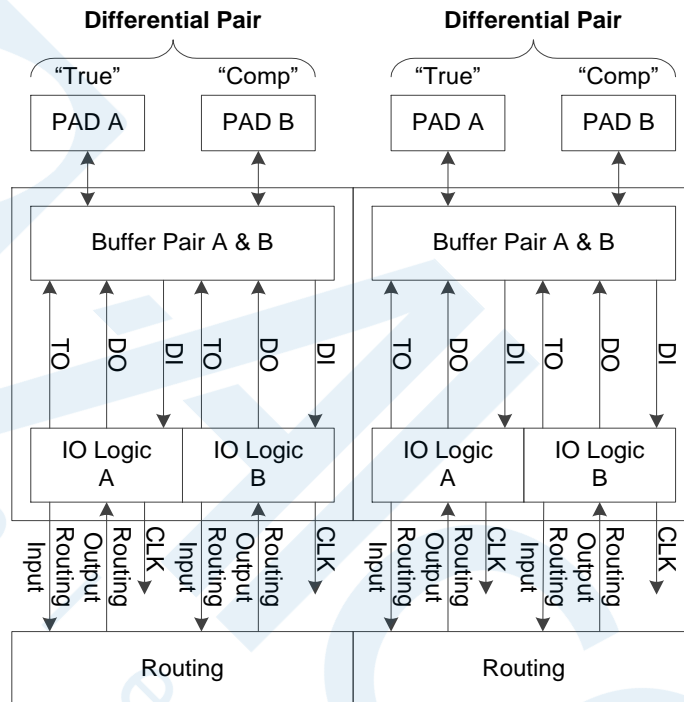 Differential Pair Differential Pair
“True” “Comp” “True” “Comp”
PAD A PAD B PAD A PAD B
Buffer Pair A & B Buffer Pair A & B
TO DO DI TO DO DI TO DO DI TO DO DI
IO Logic A IO Logic B IO Logic A IO Logic B
Routing Input Routing Output CLK Routing Input Routing Output CLK Routing Input Routing Output CLK Routing Input Routing Output CLK
Routing Routing